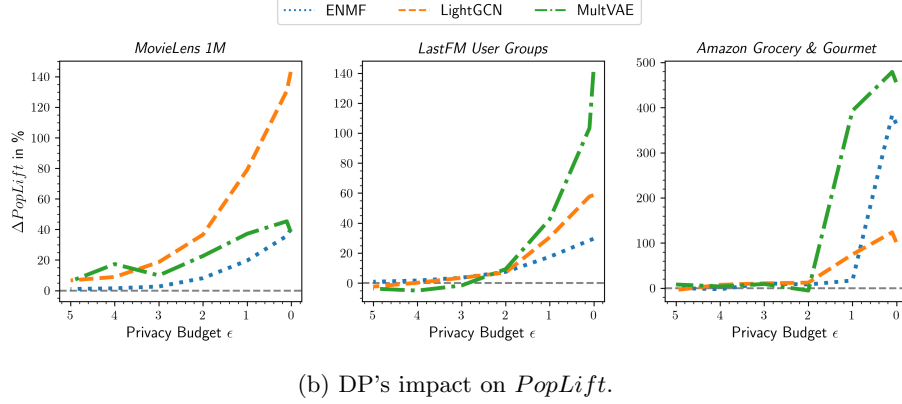 ENMF LightGCN MultVAE
MovieLens 1M LastFM User Groups Amazon Grocery & Gourmet
ΔPopLift in %
140
120
100
80
60
40
20
0
5 4 3 2 1 0
Privacy Budget ϵ
140
120
100
80
60
40
20
0
5 4 3 2 1 0
Privacy Budget ϵ
500
400
300
200
100
0
5 4 3 2 1 0
Privacy Budget ϵ
(b) DP's impact on PopLift.